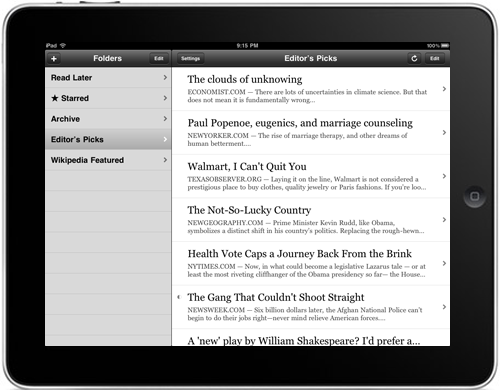 iPad
9:15 PM
100%
+
Folders
Edit
Settings
Editor's Picks
Edit
Read Later
★ Starred
Archive
Editor's Picks
Wikipedia Featured
The clouds of unknowing
ECONOMIST.COM — There are lots of uncertainties in climate science. But that
does not mean it is fundamentally wrong...
Paul Popenoe, eugenics, and marriage counseling
NEWYORKER.COM — The rise of marriage therapy, and other dreams of
human betterment....
Walmart, I Can't Quit You
TEXASOBSERVER.ORG — Laying it on the line, Walmart is not considered a
prestigious place to buy clothes, quality jewelry or Paris fashions. If you're loo...
The Not-So-Lucky Country
NEWGEOGRAPHY.COM — Prime Minister Kevin Rudd, like Obama,
symbolizes a distinct shift in his country's politics. Replacing the rough-hewn...
Health Vote Caps a Journey Back From the Brink
NYTIMES.COM — Now, in what could become a legislative Lazarus tale — or at
least the most riveting cliffhanger of the Obama presidency so far— the House...
The Gang That Couldn't Shoot Straight
NEWSWEEK.COM — Six billion dollars later, the Afghan National Police can't
begin to do their jobs right—never mind relieve American forces....
A 'new' play by William Shakespeare? I'd prefer a...